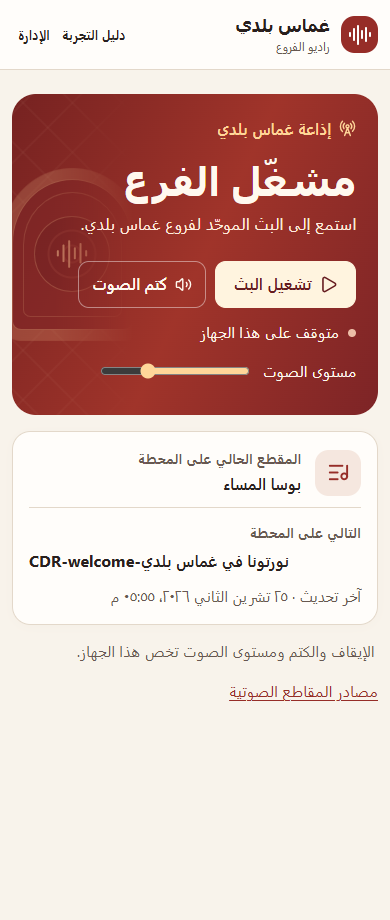 غماس بلدي
راديو الفروع
دليل التجربة
الإدارة
إذاعة غماس بلدي
مشغّل الفرع
استمع إلى البث الموحّد لفروع غماس بلدي.
تشغيل البث
كتم الصوت
متوقف على هذا الجهاز
مستوى الصوت
المقطع الحالي على المحطة
بوسا المساء
التالي على المحطة
نورتونا في غماس بلدي-CDR-welcome
آخر تحديث · ٢٥ تشرين الثاني ٢٠٢٦، ٠٥:٥٥ م
الإيقاف والكتم ومستوى الصوت تخص هذا الجهاز.
مصادر المقاطع الصوتية